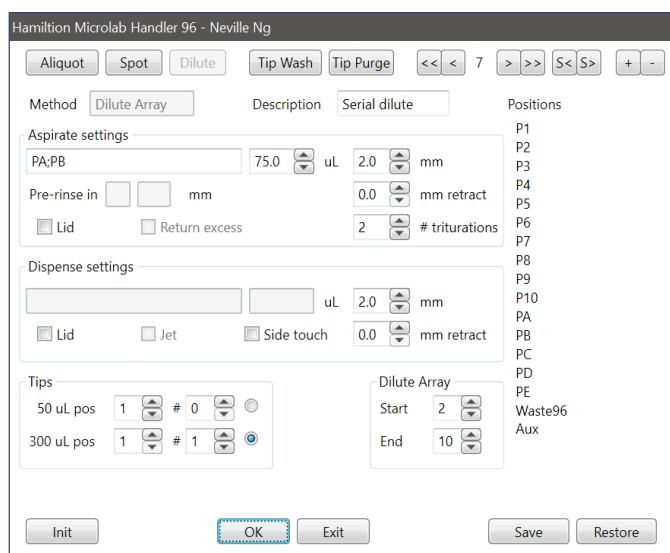 Hamiltion Microlab Handler 96 - Neville Ng
Aliquot Spot Dilute Tip Wash Tip Purge << < 7 > >> S< S> + -
Method Dilute Array Description Serial dilute Positions
Aspirate settings
PA;PB 75.0 uL 2.0 mm
Pre-rinse in mm 0.0 mm retract
Lid Return excess 2 # triturations
Dispense settings
uL 2.0 mm
Lid Jet Side touch 0.0 mm retract
Tips
50 uL pos 1 # 0
300 uL pos 1 # 1
Dilute Array
Start 2
End 10
P1
P2
P3
P4
P5
P6
P7
P8
P9
P10
PA
PB
PC
PD
PE
Waste96
Aux
Init OK Exit Save Restore